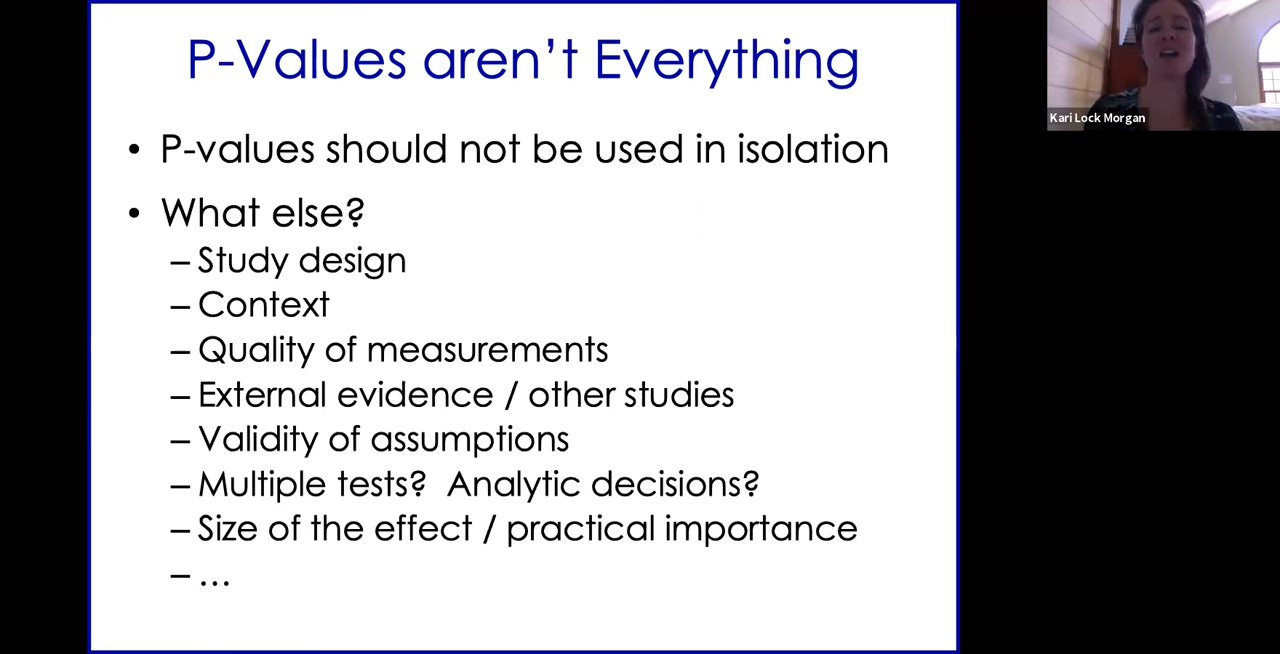 P-Values aren't Everything
• P-values should not be used in isolation
• What else?
– Study design
– Context
– Quality of measurements
– External evidence / other studies
– Validity of assumptions
– Multiple tests? Analytic decisions?
– Size of the effect / practical importance
– …
Kari Lock Morgan